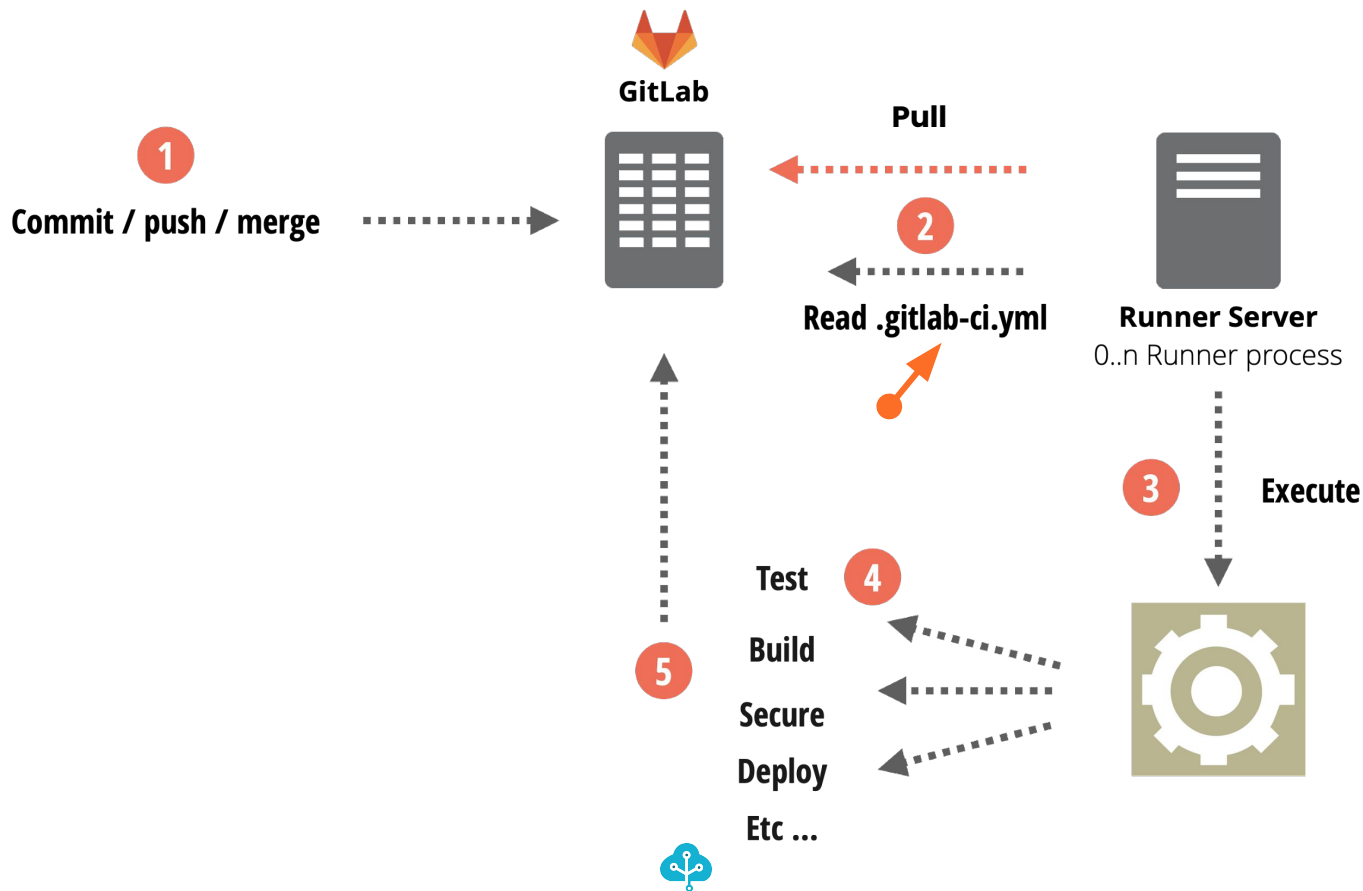 GitLab
Pull
1
Commit / push / merge
2
Read .gitlab-ci.yml
Runner Server
0..n Runner process
3
Execute
Test
4
Build
5
Secure
Deploy
Etc ...